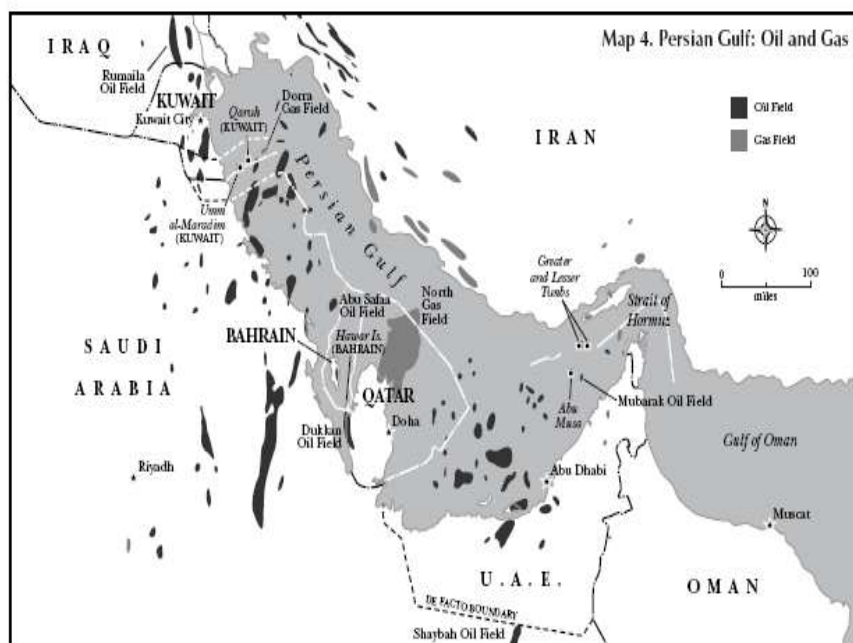 Map 4. Persian Gulf: Oil and Gas
Oil Field
Gas Field
N
0
100
miles
IRAQ
Rumaila
Oil Field
KUWAIT
Kuwait City
Qaruh
(KUWAIT)
Dorra
Gas Field
IRAN
Umm
al-Maradim
(KUWAIT)
Persian Gulf
Greater
and Lesser
Tunbs
Strait of
Hormuz
North
Gas
Field
Abu Safaa
Oil Field
BAHRAIN
Hawar Is.
(BAHRAIN)
SAUDI
ARABIA
QATAR
Doha
Dukkan
Oil Field
Abu
Musa
Mubarak Oil Field
Gulf of Oman
Riyadh
Abu Dhabi
Muscat
U.A.E.
OMAN
DE FACTO BOUNDARY
Shaybah Oil Field